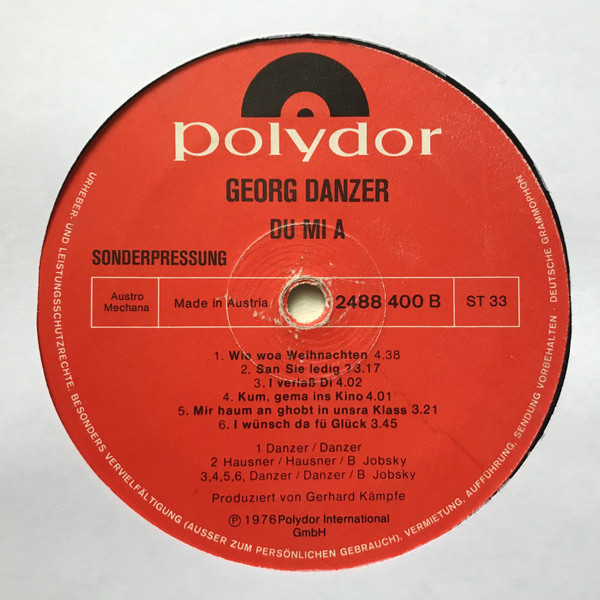 polydor
GEORG DANZER
DU MI A
SONDERPRESSUNG
Austro
Mechana
Made in Austria
2488 400 B
ST 33
1. Wie woa Weihnachten 4.38
2. San Sie ledig ? 3.17
3. I verlaß Di 4.02
4. Kum, gema ins Kino 4.01
5. Mir haum an ghobt in unsra Klass 3.21
6. I wünsch da fü Glück 3.45
1 Danzer / Danzer
2 Hausner / Hausner / B Jobsky
3,4,5,6, Danzer / Danzer / B Jobsky
Produziert von Gerhard Kämpfe
Ⓟ 1976 Polydor International
GmbH
URHEBER- UND LEISTUNGSSCHUTZRECHTE, BESONDERS VERVIELFÄLTIGUNG (AUSSER ZUM PERSÖNLICHEN GEBRAUCH), VERMIETUNG, AUFFÜHRUNG, SENDUNG VORBEHALTEN · DEUTSCHE GRAMMOPHON